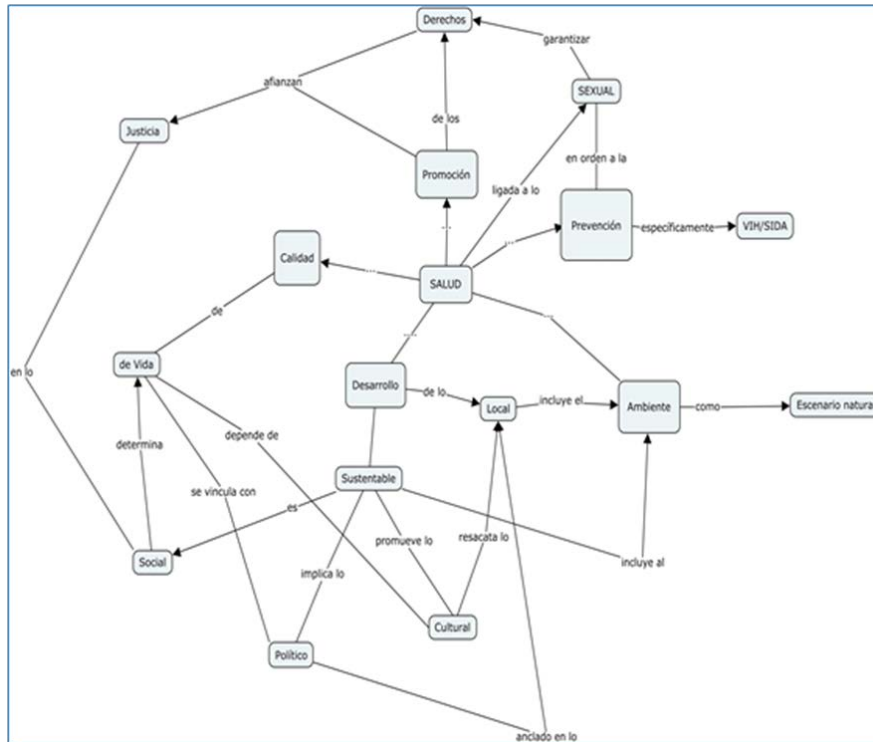 Derechos
garantizar
afianzan
SEXUAL
Justicia
de los
en orden a la
Promoción
ligada a lo
Prevención
específicamente
VIH/SIDA
...
...
Calidad
....
SALUD
de
...
....
en lo
de Vida
Desarrollo
de lo
Local
incluye el
Ambiente
como
Escenario natura
determina
depende de
se vincula con
Sustentable
es
promueve lo
resacata lo
implica lo
incluye al
Social
Cultural
Político
anclado en lo